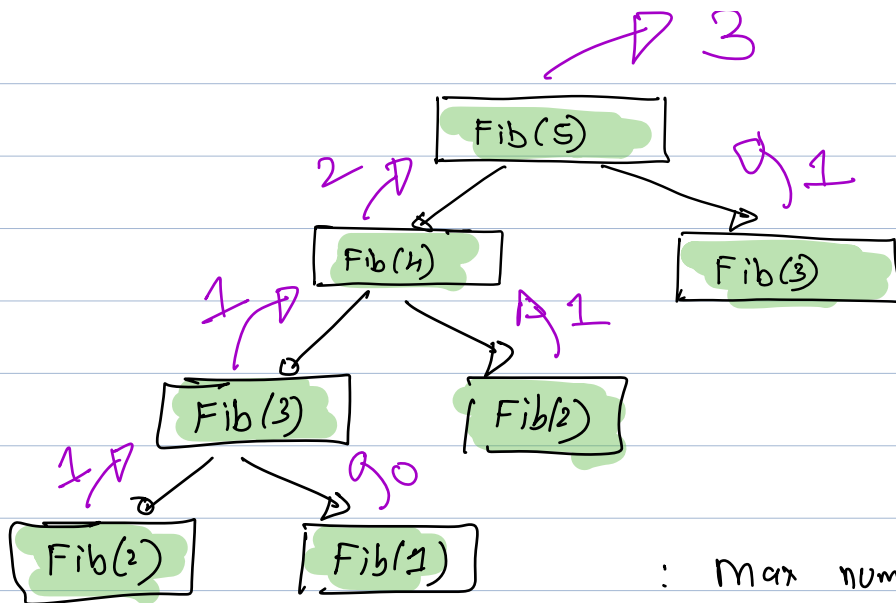 3
Fib(5)
2
1
Fib(4)
Fib(3)
1
1
Fib(3)
Fib(2)
1
0
Fib(2)
Fib(1)
: Max num